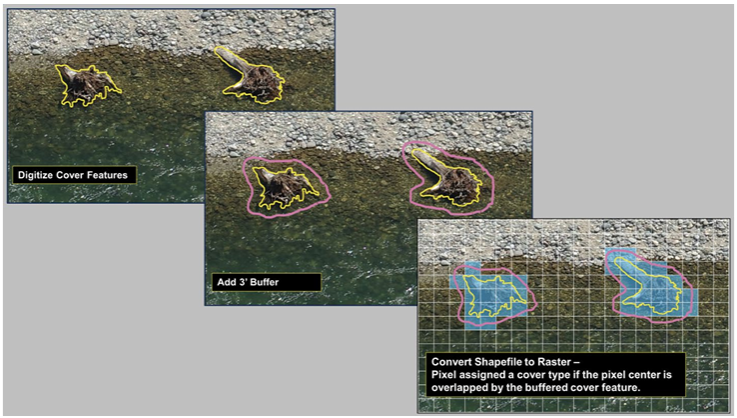 Digitize Cover Features
Add 3' Buffer
Convert Shapefile to Raster –
Pixel assigned a cover type if the pixel center is
overlapped by the buffered cover feature.